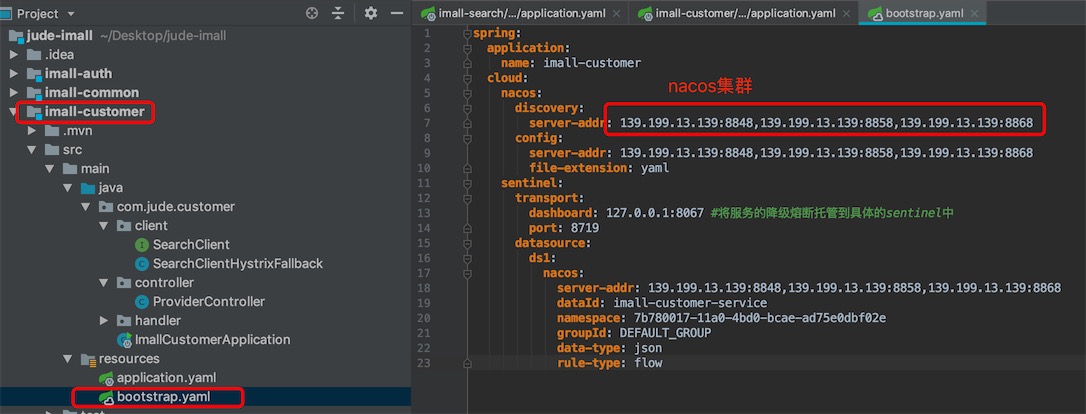 Project
jude-imall ~/Desktop/jude-imall
.idea
imall-auth
imall-common
imall-customer
.mvn
src
main
java
com.jude.customer
client
SearchClient
SearchClientHystrixFallback
controller
ProviderController
handler
ImallCustomerApplication
resources
application.yaml
bootstrap.yaml
test
imall-search/.../application.yaml
imall-customer/.../application.yaml
bootstrap.yaml
1 spring:
2 application:
3 name: imall-customer
4 cloud:
nacos集群
5 nacos:
6 discovery:
7 server-addr: 139.199.13.139:8848,139.199.13.139:8858,139.199.13.139:8868
8 config:
9 server-addr: 139.199.13.139:8848,139.199.13.139:8858,139.199.13.139:8868
10 file-extension: yaml
11 sentinel:
12 transport:
13 dashboard: 127.0.0.1:8067 #将服务的降级熔断托管到具体的sentinel中
14 port: 8719
15 datasource:
16 ds1:
17 nacos:
18 server-addr: 139.199.13.139:8848,139.199.13.139:8858,139.199.13.139:8868
19 dataId: imall-customer-service
20 namespace: 7b780017-11a0-4bd0-bcae-ad75e0dbf02e
21 groupId: DEFAULT_GROUP
22 data-type: json
23 rule-type: flow